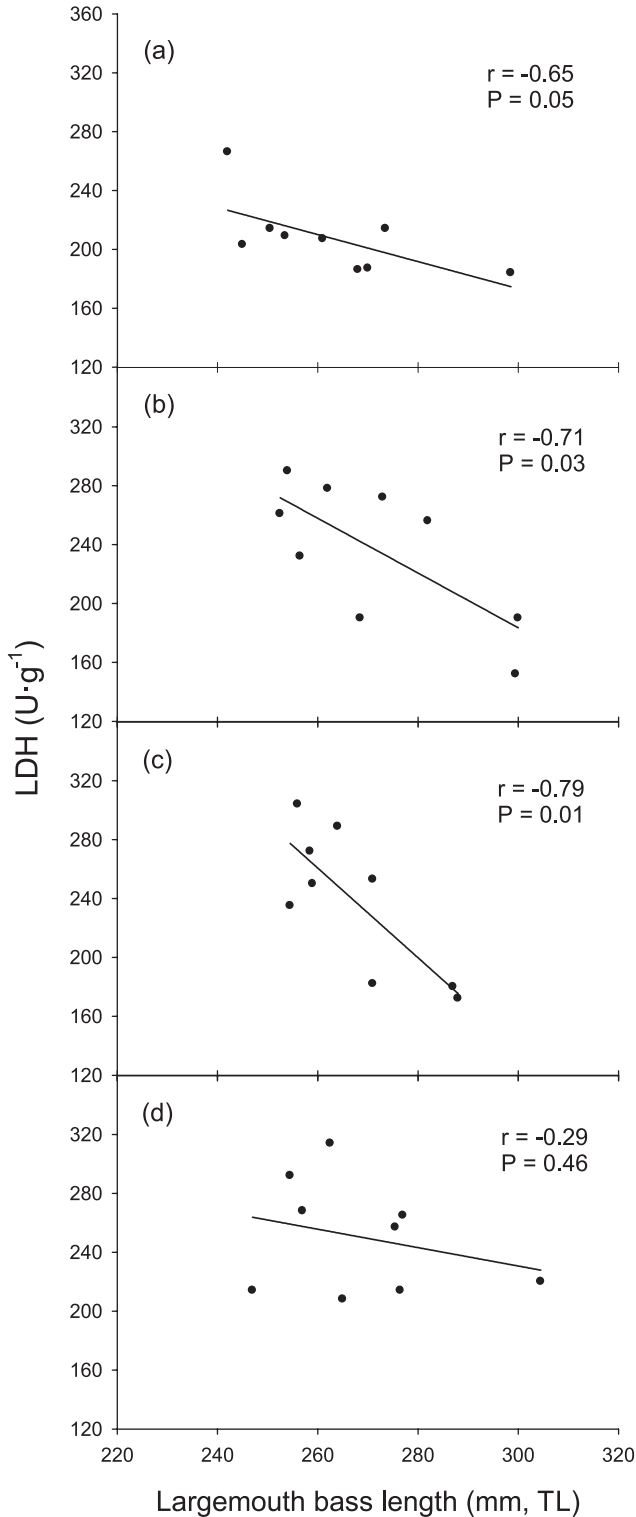 360
(a)
320
r = -0.65
P = 0.05
280
240
200
160
120
(b)
320
r = -0.71
P = 0.03
280
240
200
160
120
LDH (U·g⁻¹)
(c)
320
r = -0.79
P = 0.01
280
240
200
160
120
(d)
320
r = -0.29
P = 0.46
280
240
200
160
120
220 240 260 280 300 320
Largemouth bass length (mm, TL)